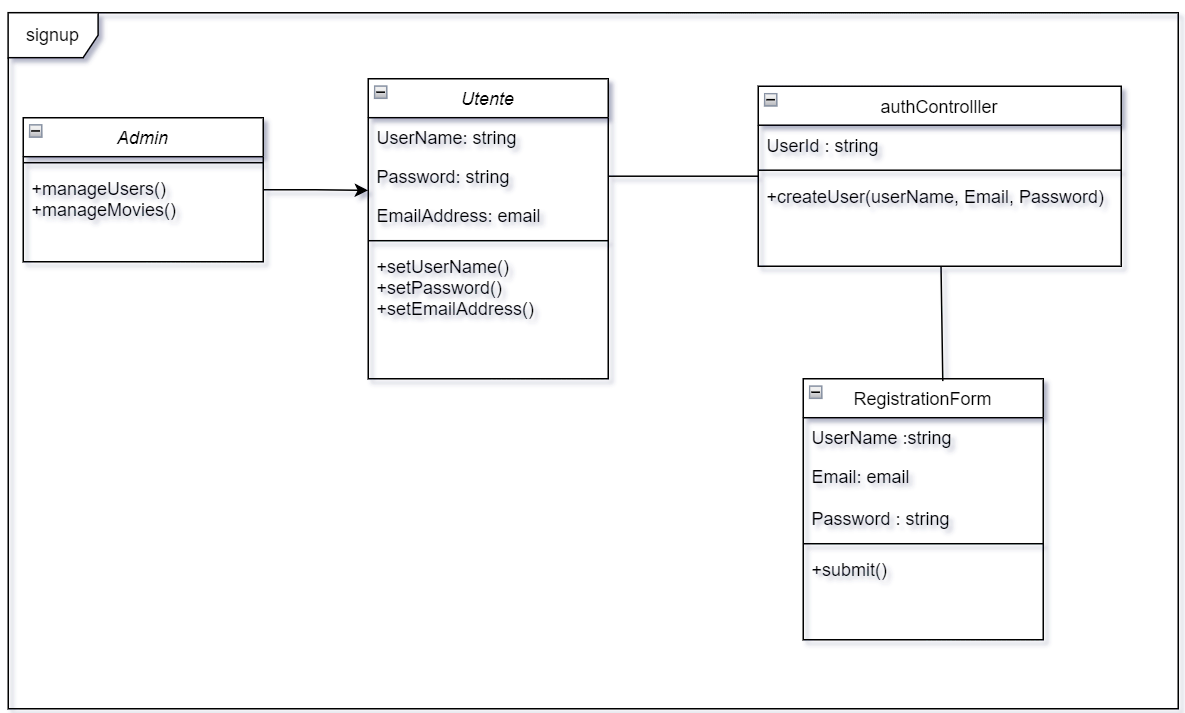 signup
Admin
+manageUsers()
+manageMovies()
Utente
UserName: string
Password: string
EmailAddress: email
+setUserName()
+setPassword()
+setEmailAddress()
authControlller
UserId : string
+createUser(userName, Email, Password)
RegistrationForm
UserName :string
Email: email
Password : string
+submit()